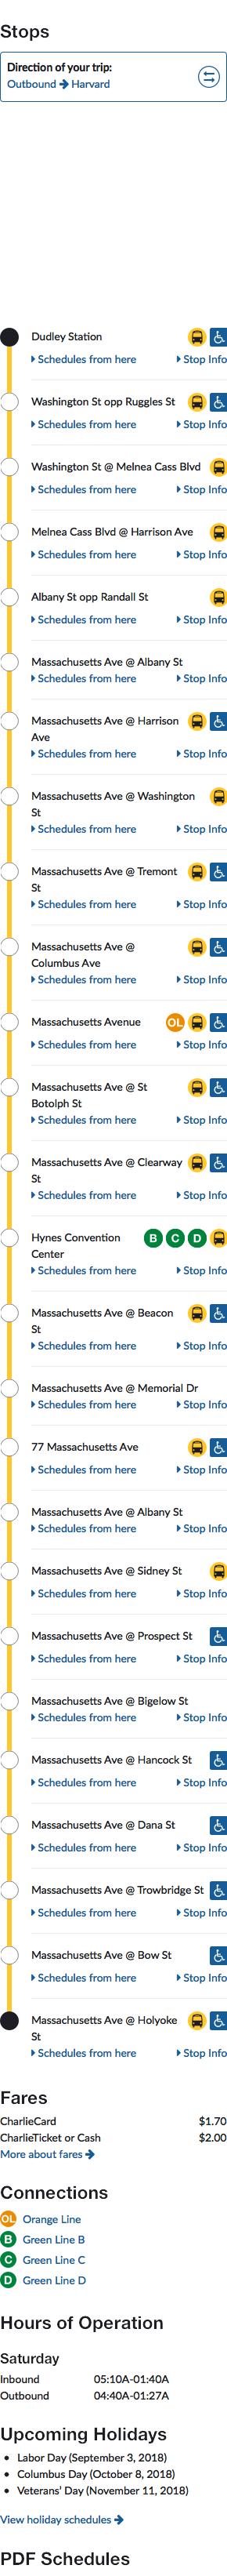 Stops
Direction of your trip:
Outbound → Harvard
Dudley Station
Schedules from here Stop Info
Washington St opp Ruggles St
Schedules from here Stop Info
Washington St @ Melnea Cass Blvd
Schedules from here Stop Info
Melnea Cass Blvd @ Harrison Ave
Schedules from here Stop Info
Albany St opp Randall St
Schedules from here Stop Info
Massachusetts Ave @ Albany St
Schedules from here Stop Info
Massachusetts Ave @ Harrison
Ave
Schedules from here Stop Info
Massachusetts Ave @ Washington
St
Schedules from here Stop Info
Massachusetts Ave @ Tremont
St
Schedules from here Stop Info
Massachusetts Ave @
Columbus Ave
Schedules from here Stop Info
Massachusetts Avenue OL
Schedules from here Stop Info
Massachusetts Ave @ St
Botolph St
Schedules from here Stop Info
Massachusetts Ave @ Clearway
St
Schedules from here Stop Info
Hynes Convention B C D
Center
Schedules from here Stop Info
Massachusetts Ave @ Beacon
St
Schedules from here Stop Info
Massachusetts Ave @ Memorial Dr
Schedules from here Stop Info
77 Massachusetts Ave
Schedules from here Stop Info
Massachusetts Ave @ Albany St
Schedules from here Stop Info
Massachusetts Ave @ Sidney St
Schedules from here Stop Info
Massachusetts Ave @ Prospect St
Schedules from here Stop Info
Massachusetts Ave @ Bigelow St
Schedules from here Stop Info
Massachusetts Ave @ Hancock St
Schedules from here Stop Info
Massachusetts Ave @ Dana St
Schedules from here Stop Info
Massachusetts Ave @ Trowbridge St
Schedules from here Stop Info
Massachusetts Ave @ Bow St
Schedules from here Stop Info
Massachusetts Ave @ Holyoke
St
Schedules from here Stop Info
Fares
CharlieCard $1.70
CharlieTicket or Cash $2.00
More about fares →
Connections
OL Orange Line
B Green Line B
C Green Line C
D Green Line D
Hours of Operation
Saturday
Inbound 05:10A-01:40A
Outbound 04:40A-01:27A
Upcoming Holidays
• Labor Day (September 3, 2018)
• Columbus Day (October 8, 2018)
• Veterans' Day (November 11, 2018)
View holiday schedules →
PDF Schedules